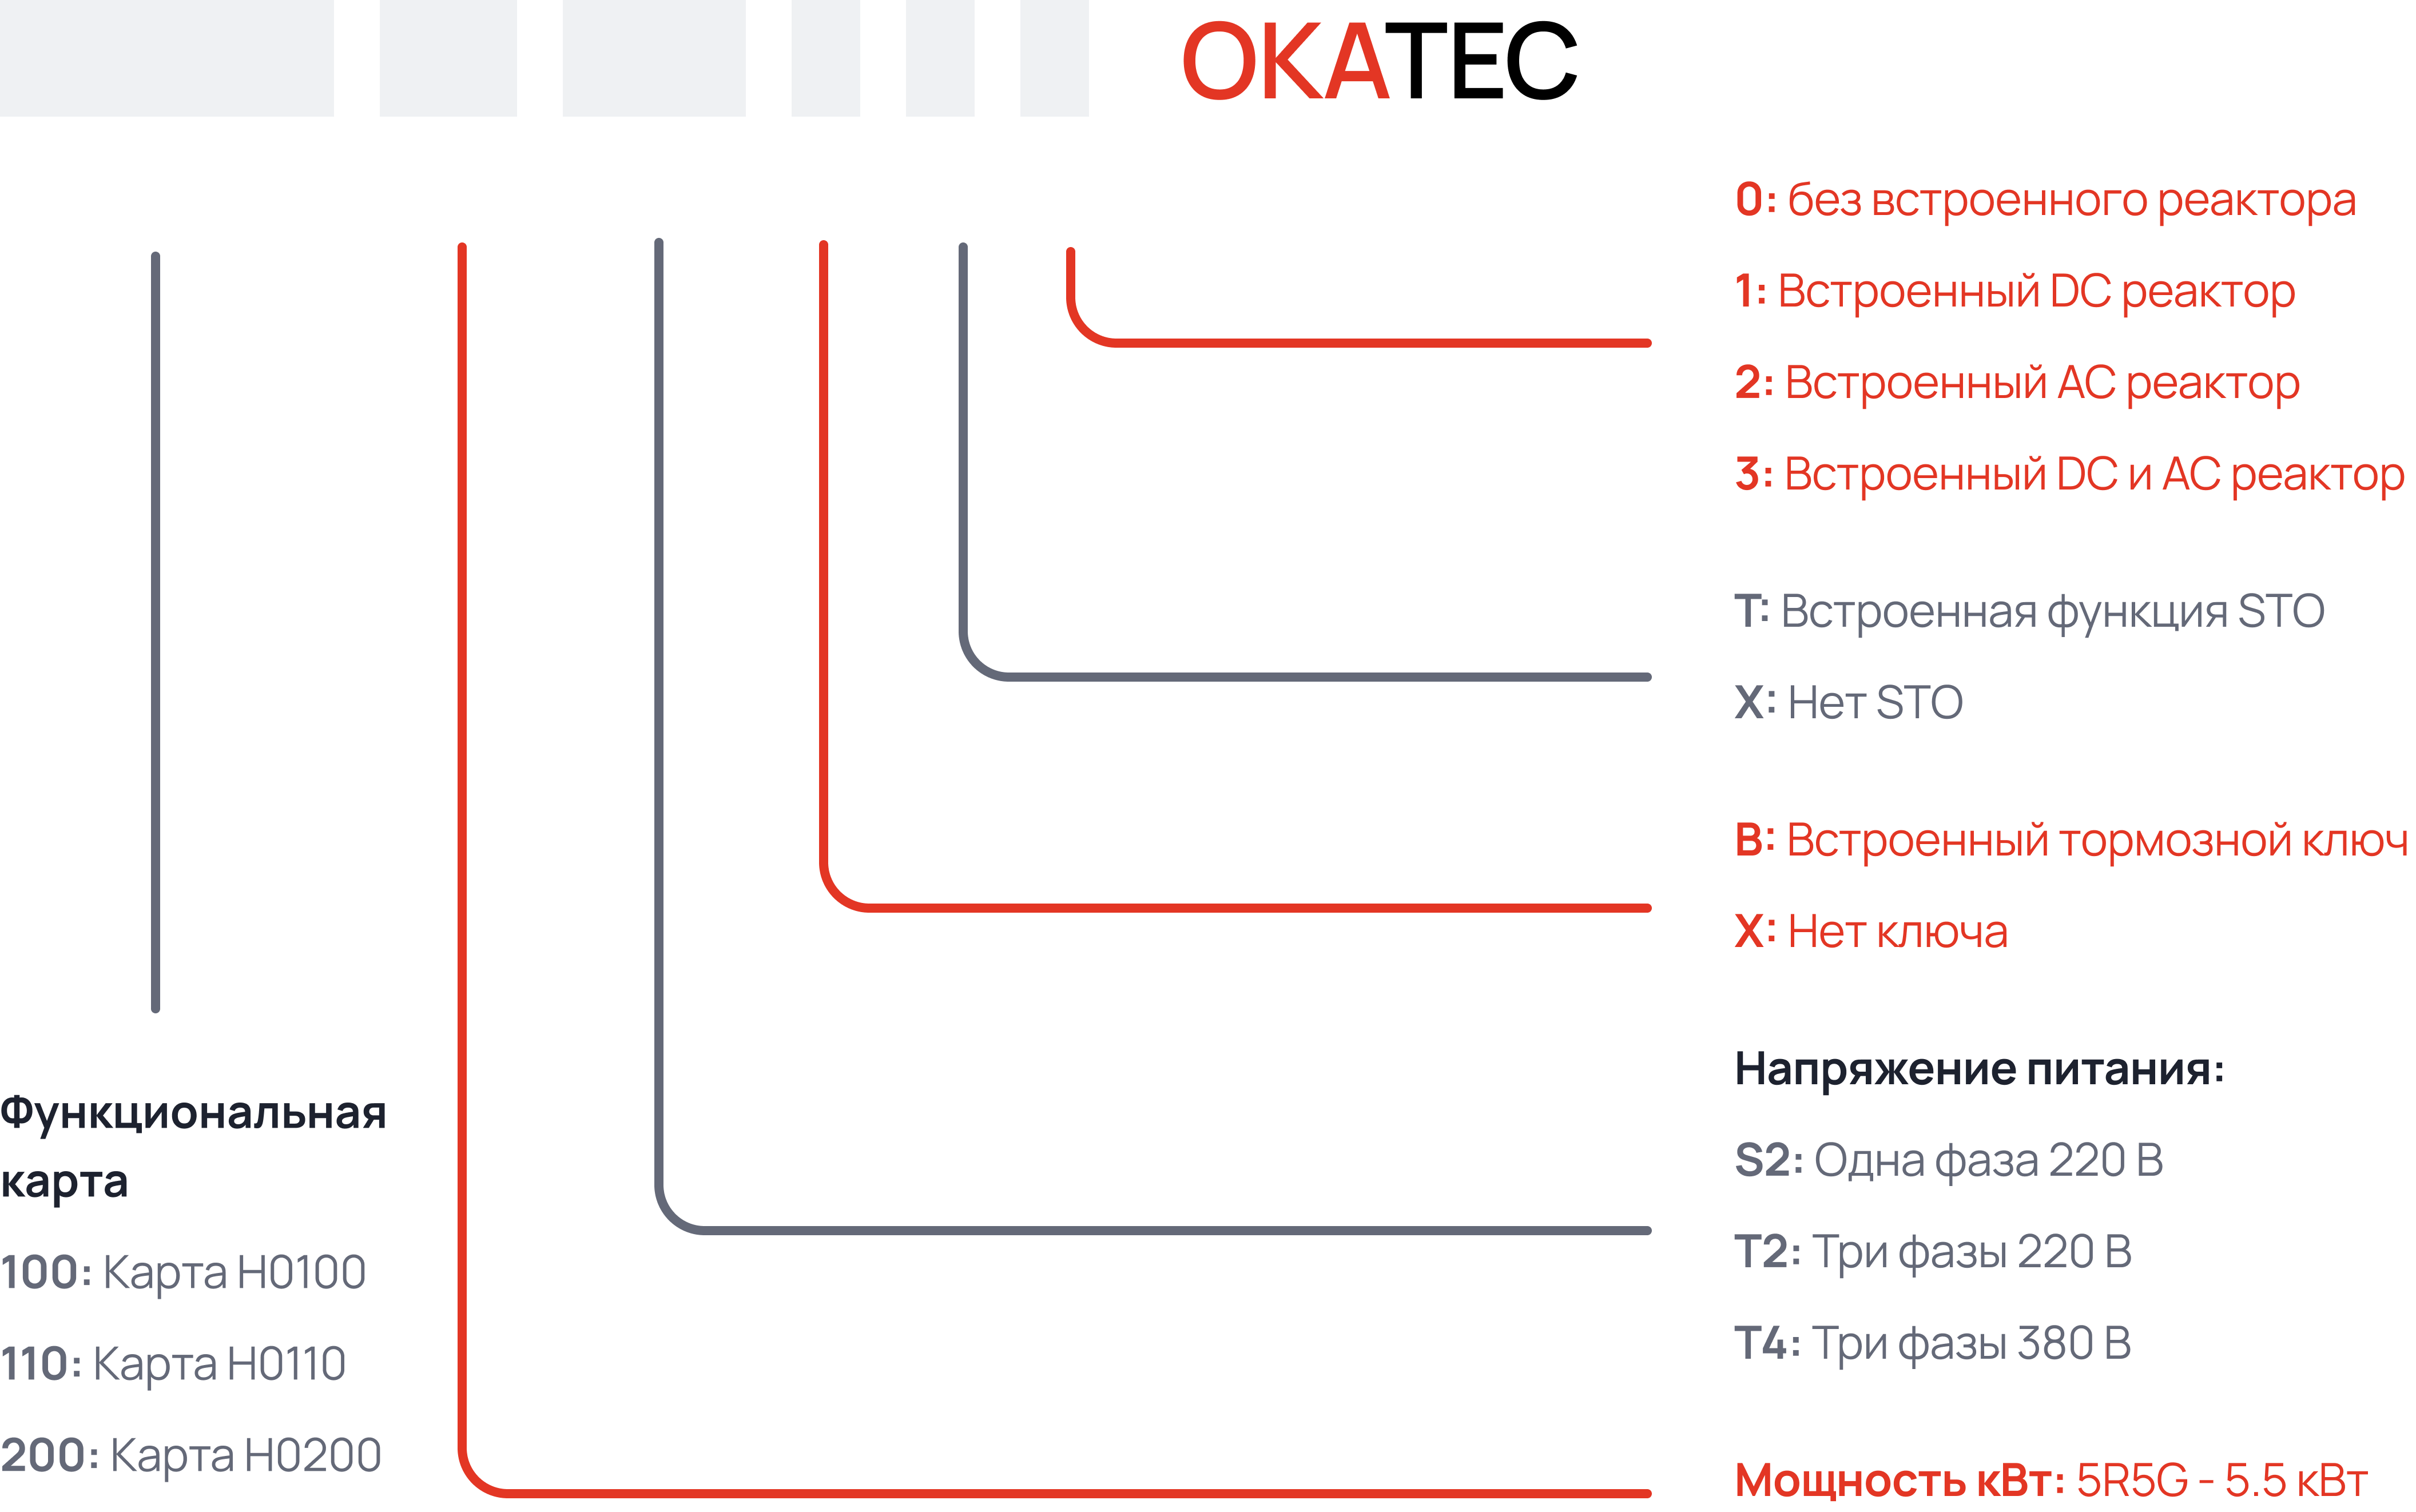 ОКАТЕС
0: без встроенного реактора
1: Встроенный DC реактор
2: Встроенный AC реактор
3: Встроенный DC и AC реактор
T: Встроенная функция STO
X: Нет STO
B: Встроенный тормозной ключ
X: Нет ключа
Напряжение питания:
S2: Одна фаза 220 В
T2: Три фазы 220 В
T4: Три фазы 380 В
Мощность кВт: 5R5G - 5.5 кВт
Функциональная
карта
100: Карта H0100
110: Карта H0110
200: Карта H0200